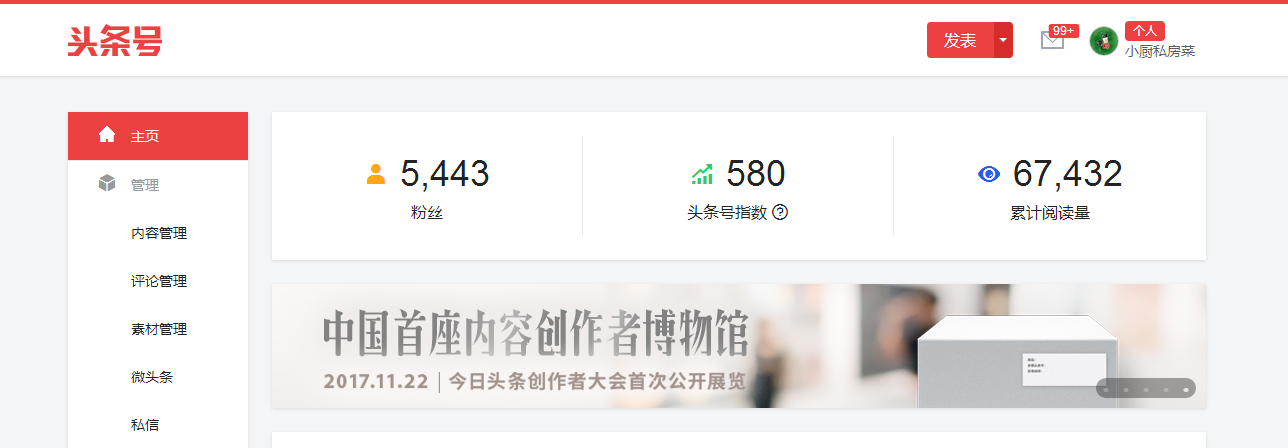 头条号
发表
99+
个人
小厨私房菜
主页
管理
内容管理
评论管理
素材管理
微头条
私信
5,443
粉丝
580
头条号指数
67,432
累计阅读量
中国首座内容创作者博物馆
2017.11.22 | 今日头条创作者大会首次公开展览